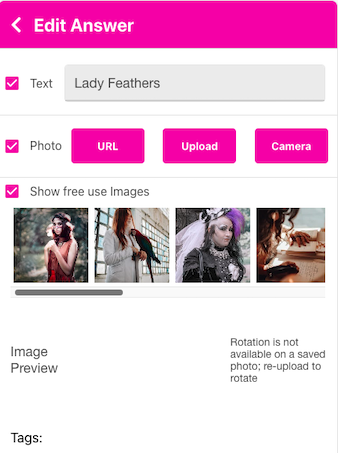 Edit Answer
Text Lady Feathers
Photo URL Upload Camera
Show free use Images
Image
Preview
Rotation is not
available on a saved
photo; re-upload to
rotate
Tags: